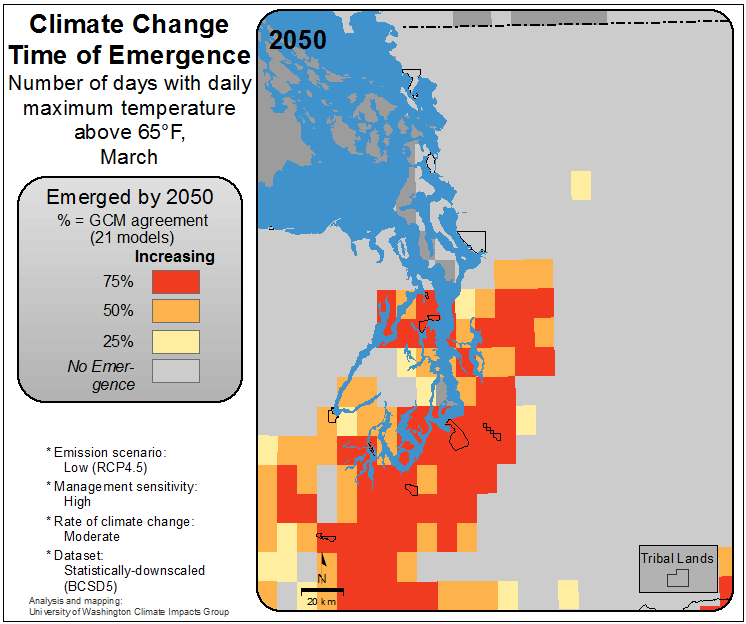 Climate Change
Time of Emergence
Number of days with daily
maximum temperature
above 65°F,
March
Emerged by 2050
% = GCM agreement
(21 models)
Increasing
75%
50%
25%
No Emer-
gence
* Emission scenario:
Low (RCP4.5)
* Management sensitivity:
High
* Rate of climate change:
Moderate
* Dataset:
Statistically-downscaled
(BCSD5)
Analysis and mapping:
University of Washington Climate Impacts Group
2050
N
20 km
Tribal Lands